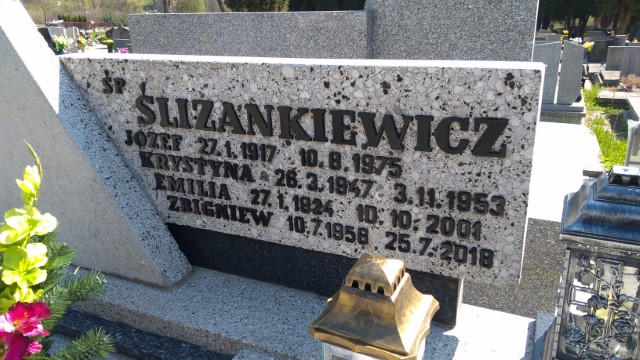 ŚP
ŚLIZANKIEWICZ
JÓZEF 27.1.1917 10.8.1975
KRYSTYNA 26.3.1947 3.11.1953
EMILIA 27.1.1924 10.10.2001
ZBIGNIEW 10.7.1958 25.7.2018